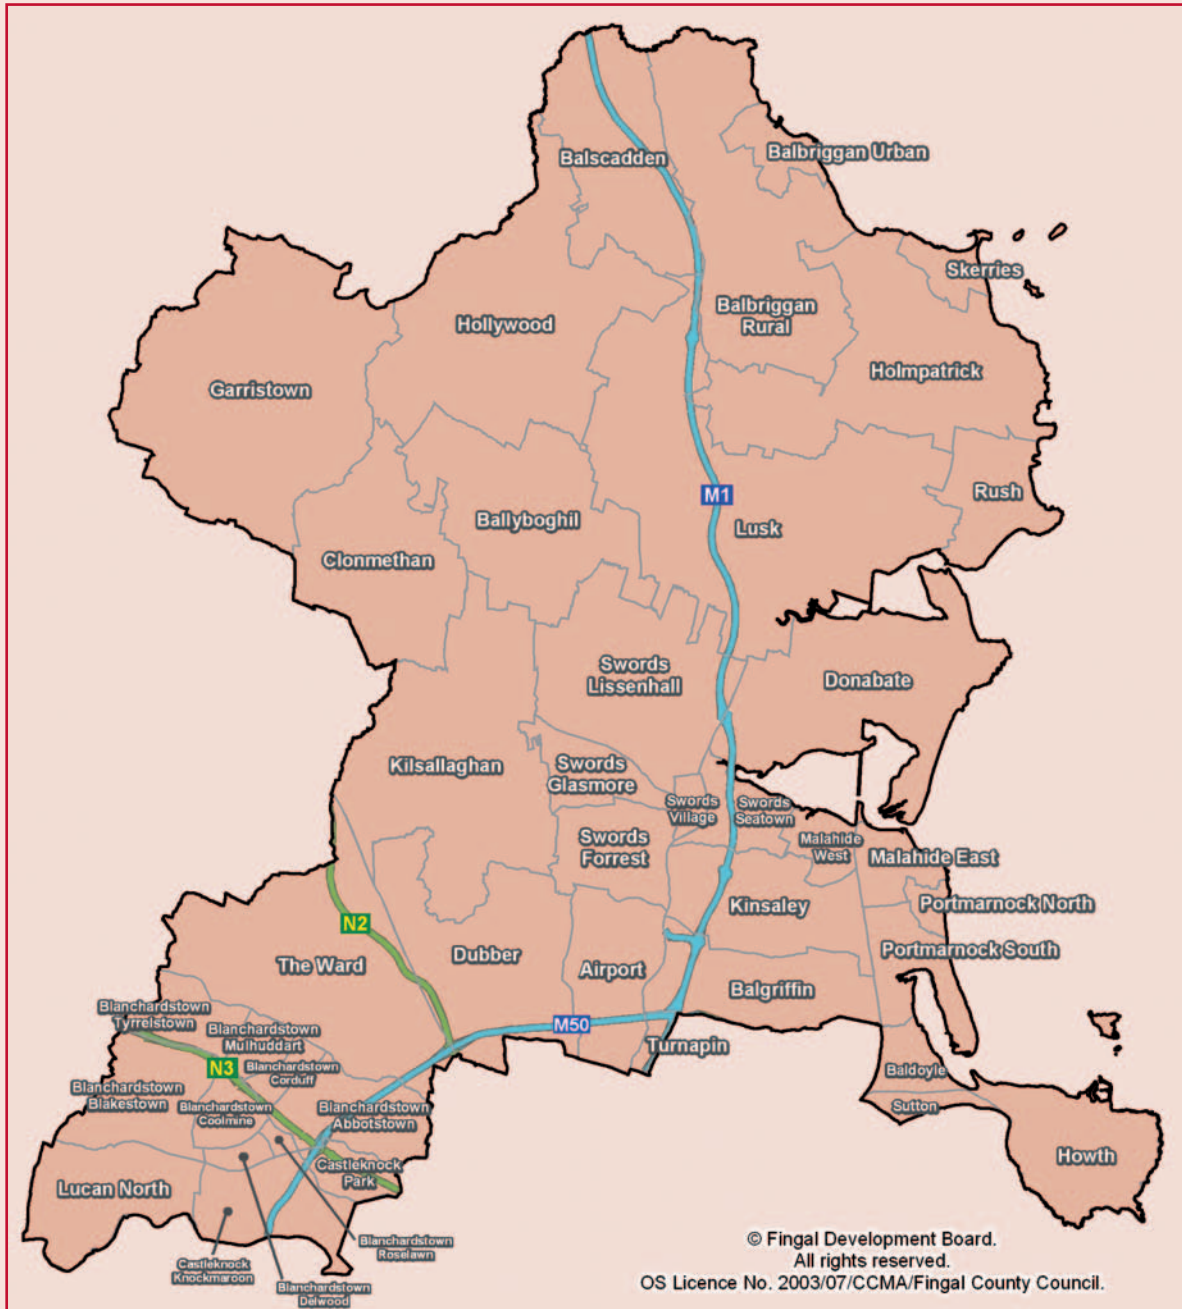 Balscadden
Balbriggan Urban
Skerries
Balbriggan
Rural
Hollywood
Holmpatrick
Garristown
Rush
M1
Ballyboghil
Lusk
Clonmethan
Swords
Lissenhall
Donabate
Kilsallaghan
Swords
Glasmore
Swords
Village
Swords
Seatown
Swords
Forrest
Malahide
West
Malahide East
Kinsaley
Portmarnock North
N2
Portmarnock South
Dubber
The Ward
Airport
Balgriffin
Blanchardstown
Tyrrelstown
M50
Blanchardstown
Mulhuddart
Turnapin
N3
Blanchardstown
Corduff
Baldoyle
Blanchardstown
Blakestown
Blanchardstown
Coolmine
Blanchardstown
Abbotstown
Sutton
Howth
Castleknock
Park
Lucan North
Blanchardstown
Roselawn
Castleknock
Knockmaroon
Blanchardstown
Delwood
© Fingal Development Board.
All rights reserved.
OS Licence No. 2003/07/CCMA/Fingal County Council.